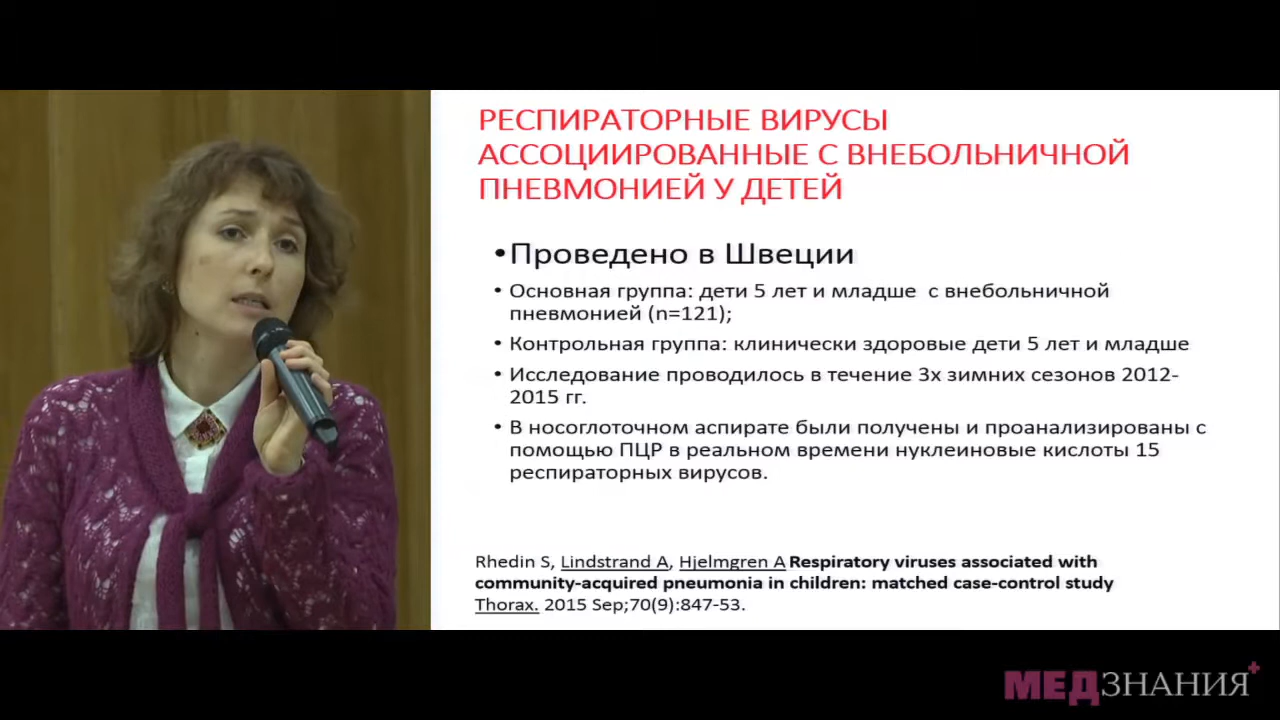 РЕСПИРАТОРНЫЕ ВИРУСЫ
АССОЦИИРОВАННЫЕ С ВНЕБОЛЬНИЧНОЙ
ПНЕВМОНИЕЙ У ДЕТЕЙ
•Проведено в Швеции
• Основная группа: дети 5 лет и младше с внебольничной
пневмонией (n=121);
• Контрольная группа: клинически здоровые дети 5 лет и младше
• Исследование проводилось в течение 3х зимних сезонов 2012-
2015 гг.
• В носоглоточном аспирате были получены и проанализированы с
помощью ПЦР в реальном времени нуклеиновые кислоты 15
респираторных вирусов.
Rhedin S, Lindstrand A, Hjelmgren A Respiratory viruses associated with
community-acquired pneumonia in children: matched case-control study
Thorax. 2015 Sep;70(9):847-53.
МЕДЗНАНИЯ+